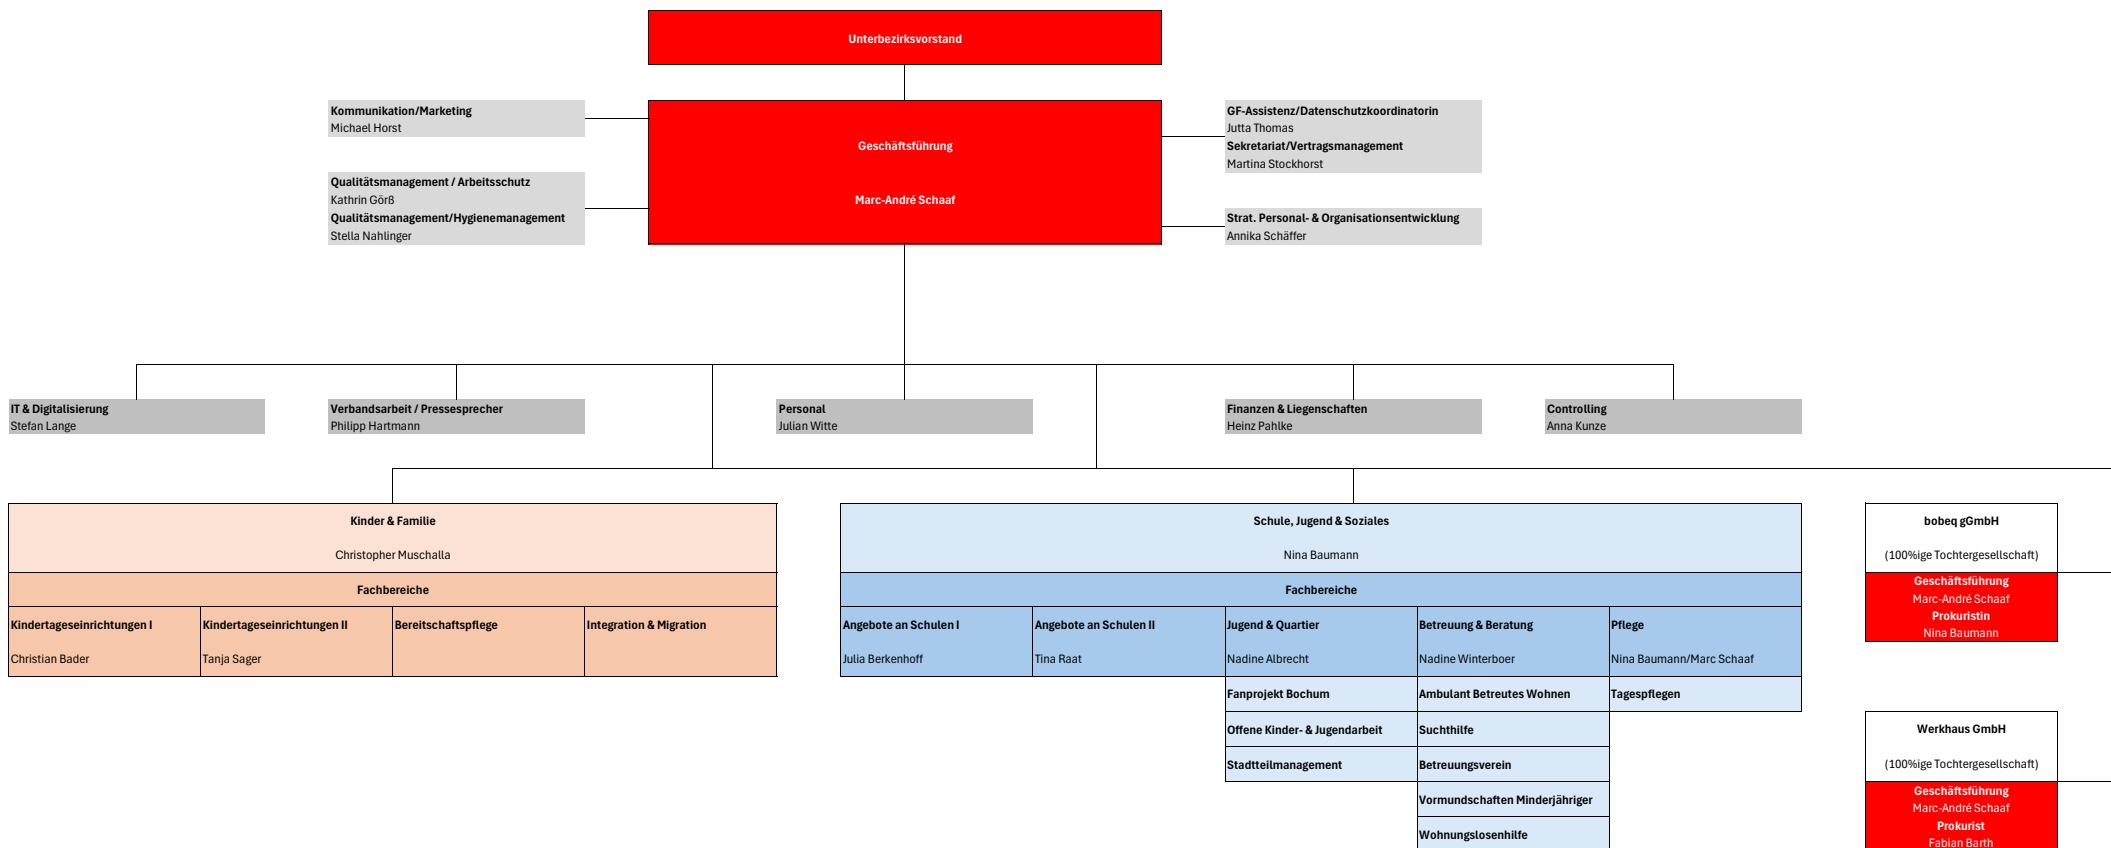 Unterbezirksvorstand
Kommunikation/Marketing
Michael Horst
Qualitätsmanagement / Arbeitsschutz
Kathrin Görß
Qualitätsmanagement/Hygienemanagement
Stella Nahlinger
Geschäftsführung
Marc-André Schaaf
GF-Assistenz/Datenschutzkoordinatorin
Jutta Thomas
Sekretariat/Vertragsmanagement
Martina Stockhorst
Strat. Personal- & Organisationsentwicklung
Annika Schäffer
IT & Digitalisierung
Stefan Lange
Verbandsarbeit / Pressesprecher
Philipp Hartmann
Personal
Julian Witte
Finanzen & Liegenschaften
Heinz Pahlke
Controlling
Anna Kunze
Kinder & Familie
Christopher Muschalla
Fachbereiche
Kindertageseinrichtungen I
Christian Bader
Kindertageseinrichtungen II
Tanja Sager
Bereitschaftspflege
Integration & Migration
Schule, Jugend & Soziales
Nina Baumann
Fachbereiche
Angebote an Schulen I
Julia Berkenhoff
Angebote an Schulen II
Tina Raat
Jugend & Quartier
Nadine Albrecht
Fanprojekt Bochum
Offene Kinder- & Jugendarbeit
Stadtteilmanagement
Betreuung & Beratung
Nadine Winterboer
Ambulant Betreutes Wohnen
Suchthilfe
Betreuungsverein
Vormundschaften Minderjähriger
Wohnungslosenhilfe
Pflege
Nina Baumann/Marc Schaaf
Tagespflegen
bobeq gGmbH
(100%ige Tochtergesellschaft)
Geschäftsführung
Marc-André Schaaf
Prokuristin
Nina Baumann
Werkhaus GmbH
(100%ige Tochtergesellschaft)
Geschäftsführung
Marc-André Schaaf
Prokurist
Fabian Barth